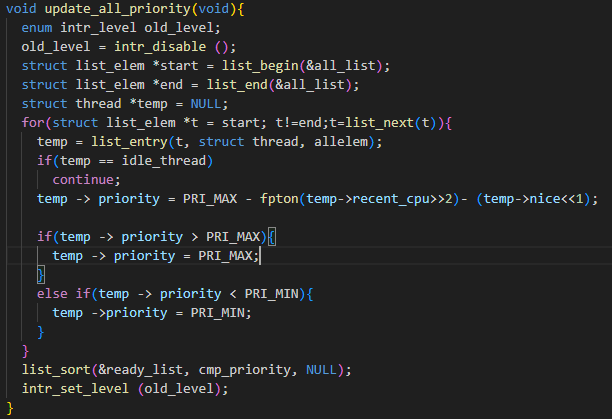 void update_all_priority(void){
  enum intr_level old_level;
  old_level = intr_disable ();
  struct list_elem *start = list_begin(&all_list);
  struct list_elem *end = list_end(&all_list);
  struct thread *temp = NULL;
  for(struct list_elem *t = start; t!=end;t=list_next(t)){
    temp = list_entry(t, struct thread, allelem);
    if(temp == idle_thread)
      continue;
    temp -> priority = PRI_MAX - fpton(temp->recent_cpu>>2)- (temp->nice<<1);

    if(temp -> priority > PRI_MAX){
      temp -> priority = PRI_MAX;
    }
    else if(temp -> priority < PRI_MIN){
      temp ->priority = PRI_MIN;
    }
  }
  list_sort(&ready_list, cmp_priority, NULL);
  intr_set_level (old_level);
}